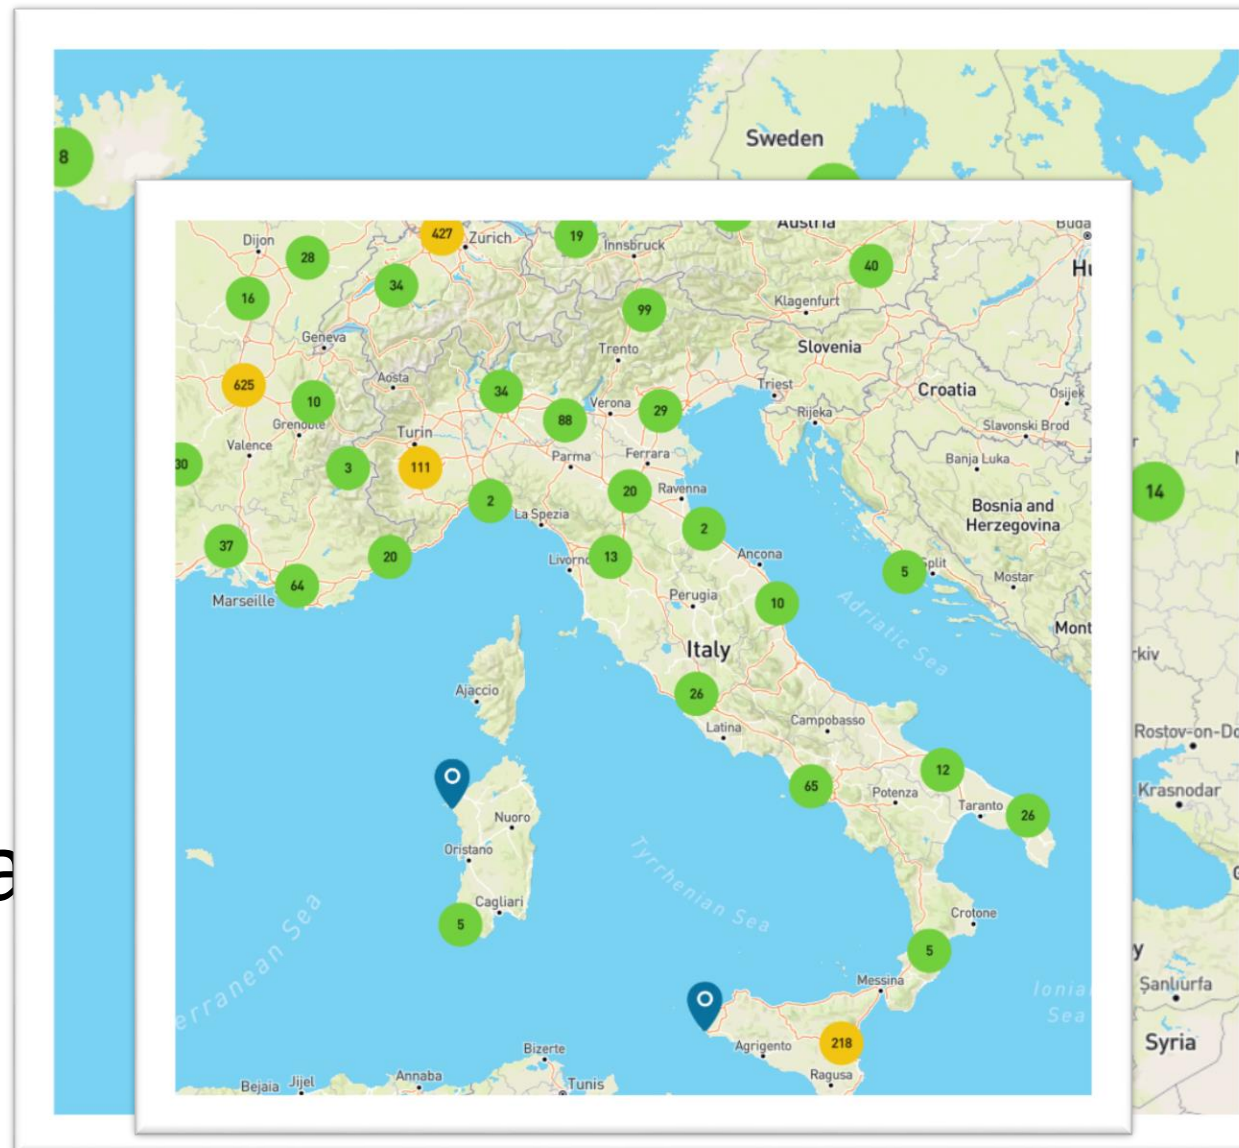 Sweden
8
427
Zurich
19
Innsbruck
Austria
Buda
Dijon
28
34
40
Hu
16
99
Klagenfurt
Geneva
Trento
Slovenia
625
10
Aosta
34
Triest
Croatia
Osijek
Grenoble
88
Verona
29
Rijeka
Slavonski Brod
Valence
Turin
30
3
111
Parma
Ferrara
Banja Luka
2
20
Ravenna
14
La Spezia
Bosnia and
Herzegovina
37
20
Livorno
13
2
Ancona
5
Split
Mostar
64
Marseille
Perugia
10
Adriatic Sea
Mont
rkiv
Italy
Ajaccio
26
Latina
Campobasso
Rostov-on-Do
65
12
Krasnodar
Potenza
Taranto
26
Nuoro
Oristano
Tyrrhenian Sea
a
Cagliari
5
Crotone
erranean Sea
5
y
Messina
Ionia
Sea
Şanlıurfa
Agrigento
218
Syria
Bizerte
Ragusa
Bejaia
Jijel
Annaba
Tunis